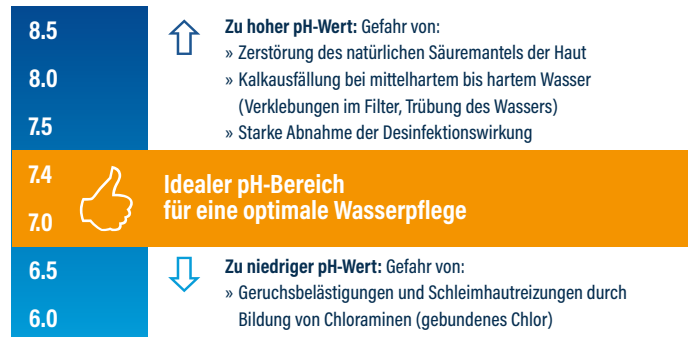 8.5
Zu hoher pH-Wert: Gefahr von:
» Zerstörung des natürlichen Säuremantels der Haut
8.0
» Kalkausfällung bei mittelhartem bis hartem Wasser
(Verklebungen im Filter, Trübung des Wassers)
7.5
» Starke Abnahme der Desinfektionswirkung
7.4
Idealer pH-Bereich
für eine optimale Wasserpflege
7.0
6.5
Zu niedriger pH-Wert: Gefahr von:
» Geruchsbelästigungen und Schleimhautreizungen durch
6.0
Bildung von Chloraminen (gebundenes Chlor)